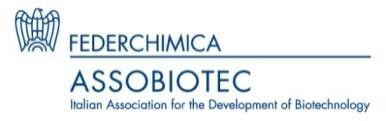 FEDERCHIMICA
ASSOBIOTEC
Italian Association for the Development of Biotechnology